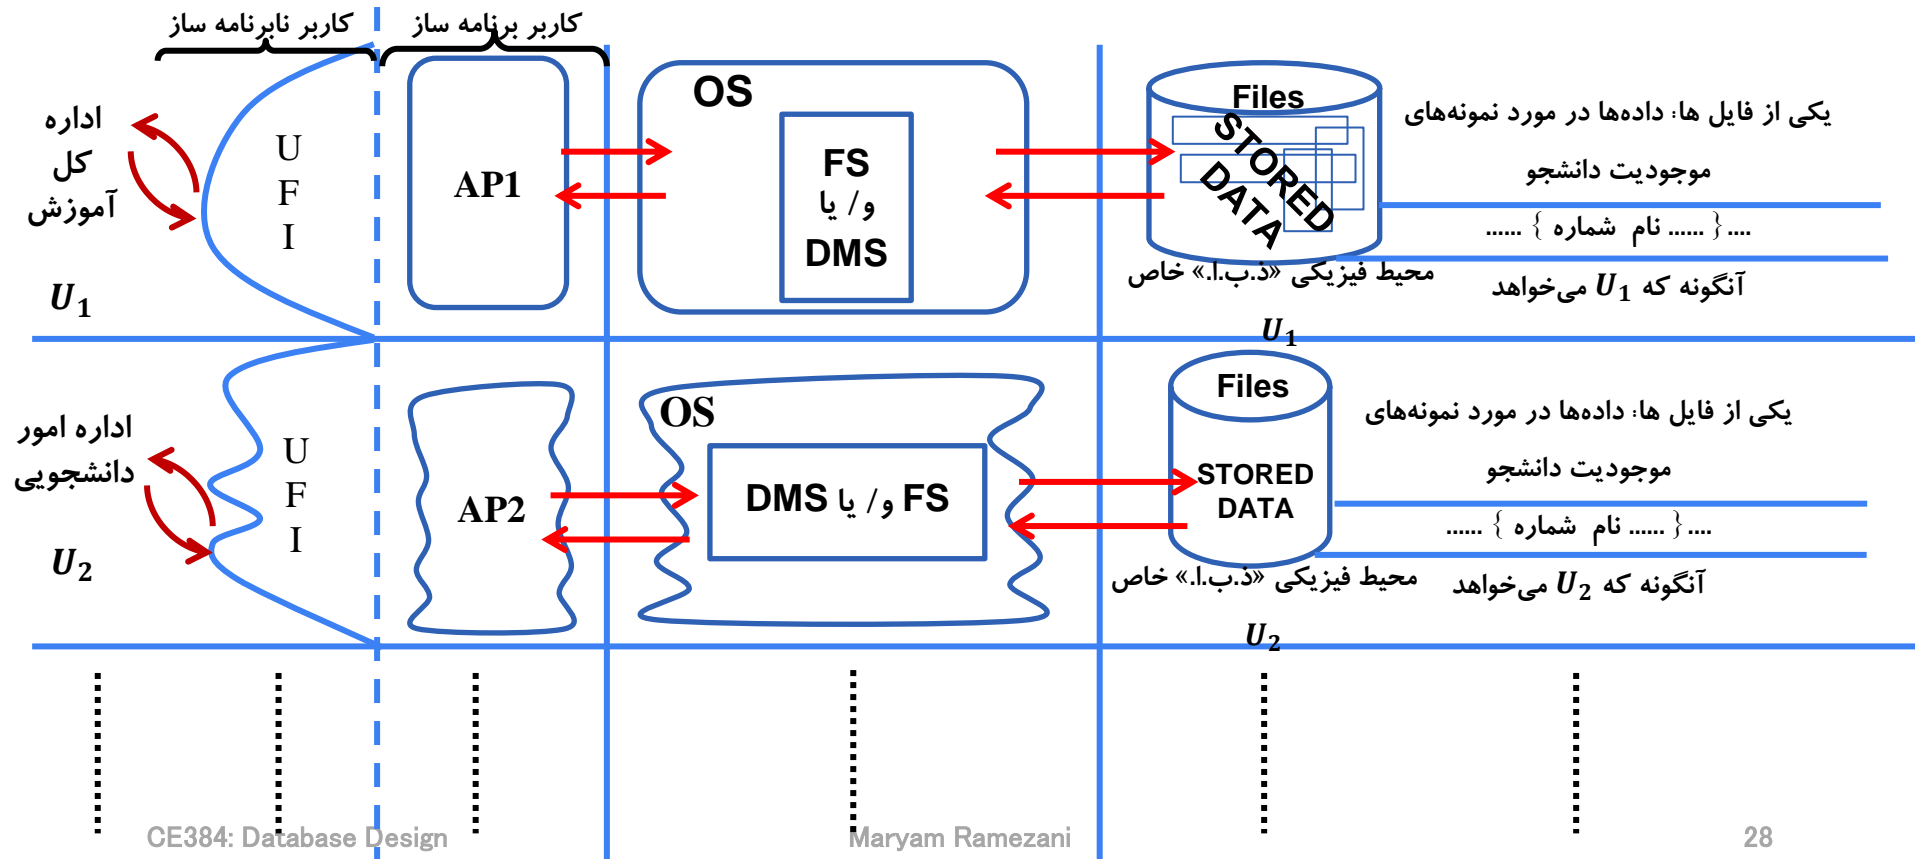 کاربر نابرنامه ساز
کاربر برنامه ساز
اداره
کل
آموزش
U₁
U
F
I
AP1
OS
FS
و/ یا
DMS
Files
STORED
DATA
محیط فیزیکی «ذ.ب.ا.» خاص
U₁
یکی از فایل ها: داده‌ها در مورد نمونه‌های
موجودیت دانشجو
....{ ...... نام شماره } ......
آنگونه که U₁ می‌خواهد
اداره امور
دانشجویی
U₂
U
F
I
AP2
OS
FS و/ یا DMS
Files
STORED
DATA
محیط فیزیکی «ذ.ب.ا.» خاص
U₂
یکی از فایل ها: داده‌ها در مورد نمونه‌های
موجودیت دانشجو
....{ ...... نام شماره } ......
آنگونه که U₂ می‌خواهد
CE384: Database Design
Maryam Ramezani
28